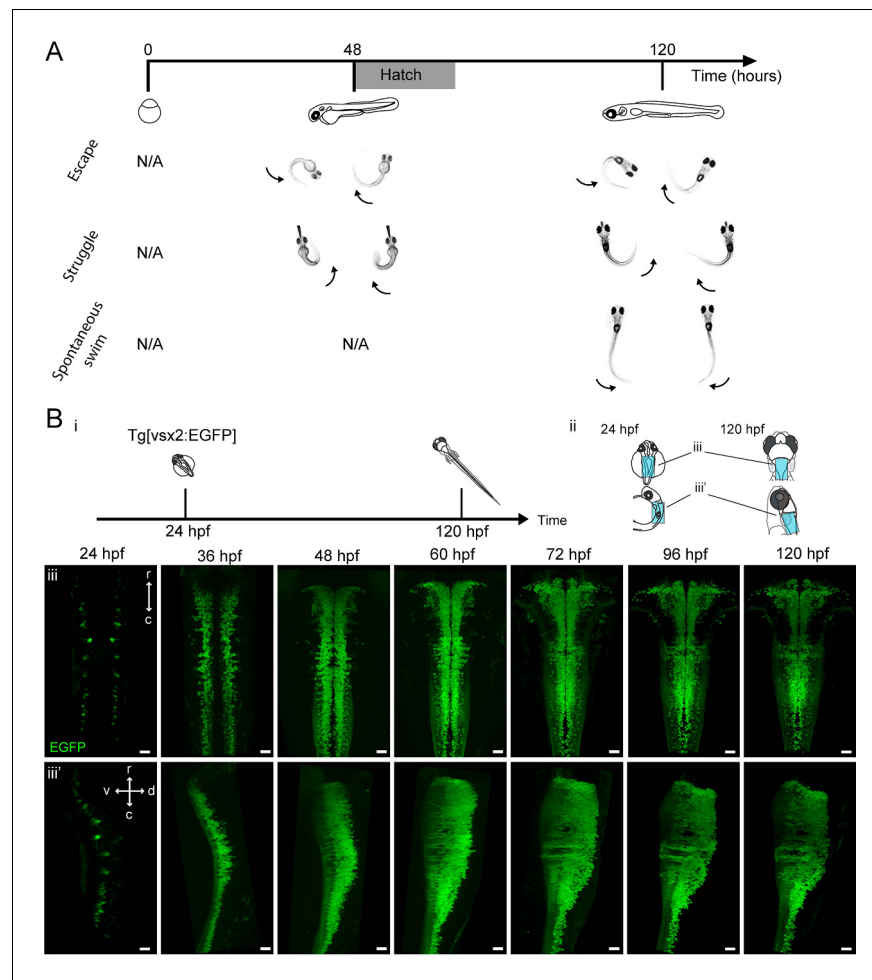 A
0
48
120
Hatch
Time (hours)
Escape
N/A
Struggle
N/A
Spontaneous
swim
N/A
N/A
B
i
Tg[vsx2:EGFP]
24 hpf
120 hpf
Time
ii
24 hpf
120 hpf
iii
iii'
24 hpf
36 hpf
48 hpf
60 hpf
72 hpf
96 hpf
120 hpf
iii
r
c
EGFP
iii'
r
v
d
c